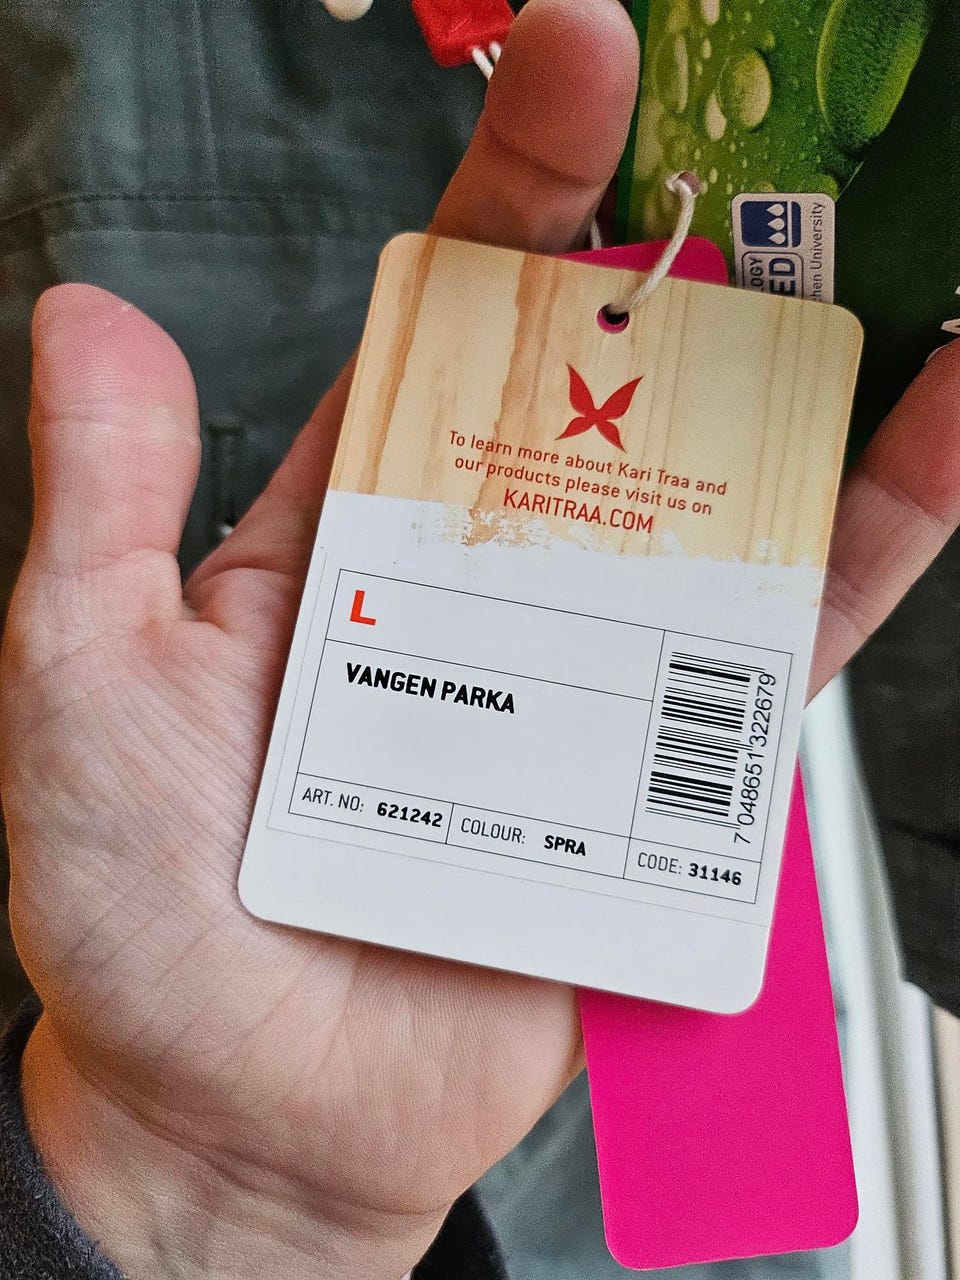 To learn more about Kari Traa and
our products please visit us on
KARITRAA.COM
L
VANGEN PARKA
ART. NO: 621242
COLOUR: SPRA
CODE: 31146
7 048651 322679
University